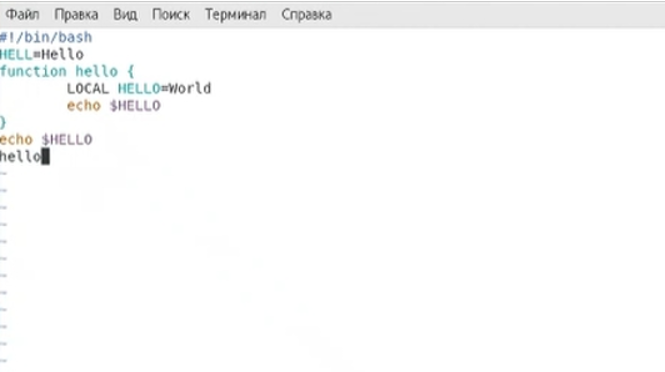 Файл Правка Вид Поиск Терминал Справка
#!/bin/bash
HELL=Hello
function hello {
LOCAL HELLO=World
echo $HELLO
}
echo $HELLO
hello
~
~
~
~
~
~
~
~
~
~
~
~